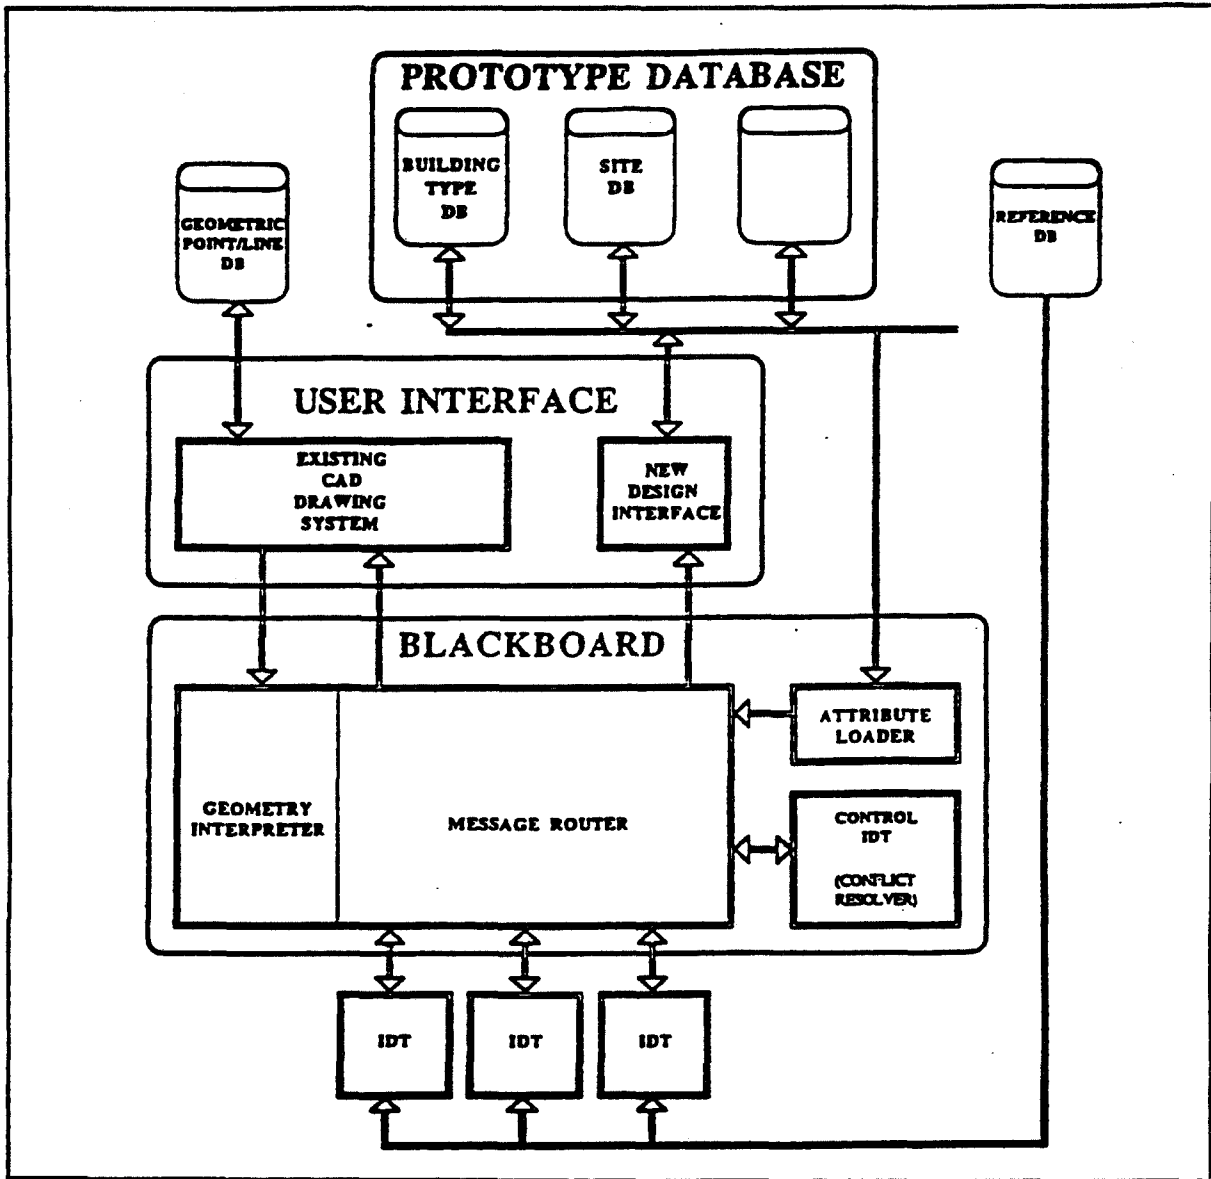 PROTOTYPE DATABASE
BUILDING
TYPE
DB
SITE
DB
GEOMETRIC
POINT/LINE
DB
REFERENCE
DB
USER INTERFACE
EXISTING
CAD
DRAWING
SYSTEM
NEW
DESIGN
INTERFACE
BLACKBOARD
ATTRIBUTE
LOADER
GEOMETRY
INTERPRETER
MESSAGE ROUTER
CONTROL
IDT
(CONFLICT
RESOLVER)
IDT
IDT
IDT